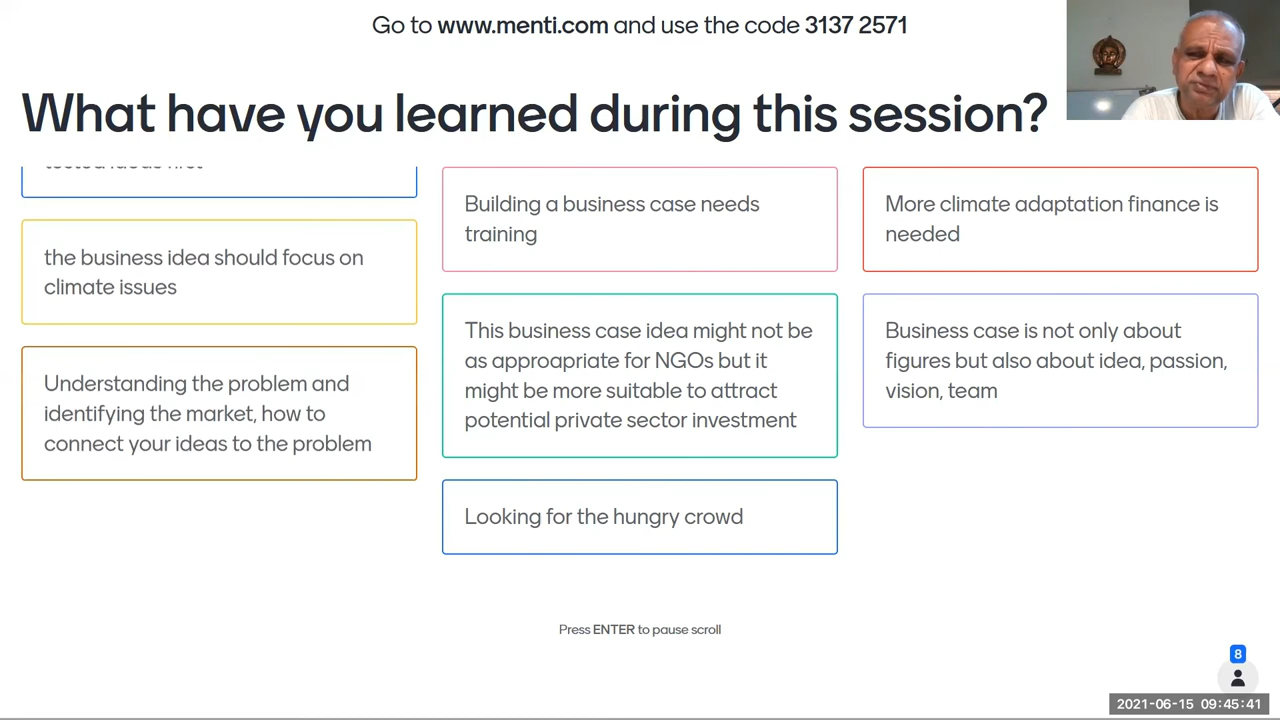 Go to www.menti.com and use the code 3137 2571
What have you learned during this session?
tested ideas first
the business idea should focus on
climate issues
Understanding the problem and
identifying the market, how to
connect your ideas to the problem
Building a business case needs
training
This business case idea might not be
as approapriate for NGOs but it
might be more suitable to attract
potential private sector investment
Looking for the hungry crowd
More climate adaptation finance is
needed
Business case is not only about
figures but also about idea, passion,
vision, team
Press ENTER to pause scroll
8
2021-06-15 09:45:41